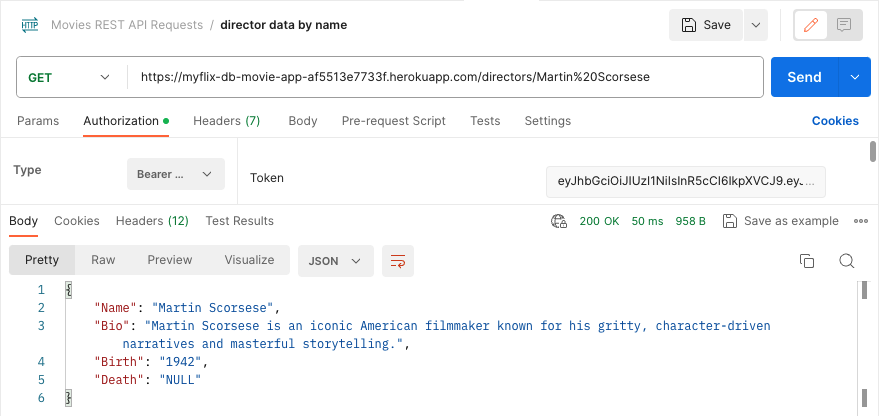 HTTP Movies REST API Requests / director data by name Save
GET https://myflix-db-movie-app-af5513e7733f.herokuapp.com/directors/Martin%20Scorsese Send
Params Authorization Headers (7) Body Pre-request Script Tests Settings Cookies
Type Bearer ... Token eyJhbGciOiJIUzI1NiIsInR5cCI6IkpXVCJ9.eyJ...
Body Cookies Headers (12) Test Results 200 OK 50 ms 958 B Save as example
Pretty Raw Preview Visualize JSON
1 {
2 "Name": "Martin Scorsese",
3 "Bio": "Martin Scorsese is an iconic American filmmaker known for his gritty, character-driven
narratives and masterful storytelling.",
4 "Birth": "1942",
5 "Death": "NULL"
6 }